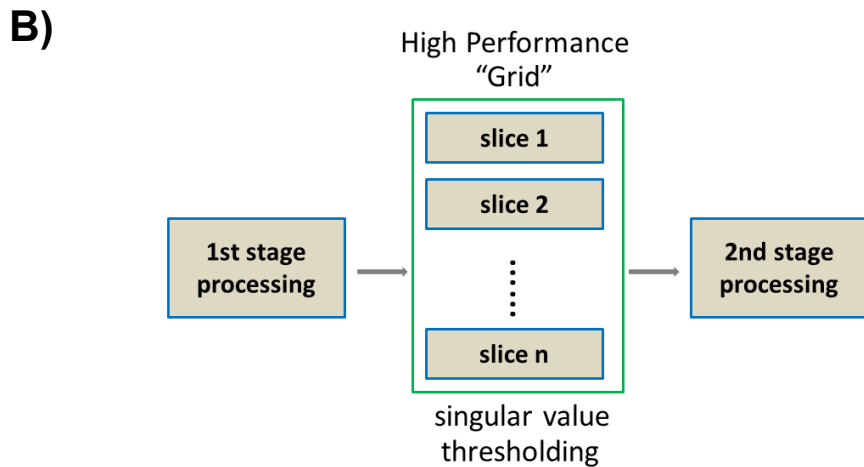 B)
High Performance
“Grid”
slice 1
slice 2
1st stage
processing
2nd stage
processing
slice n
singular value
thresholding